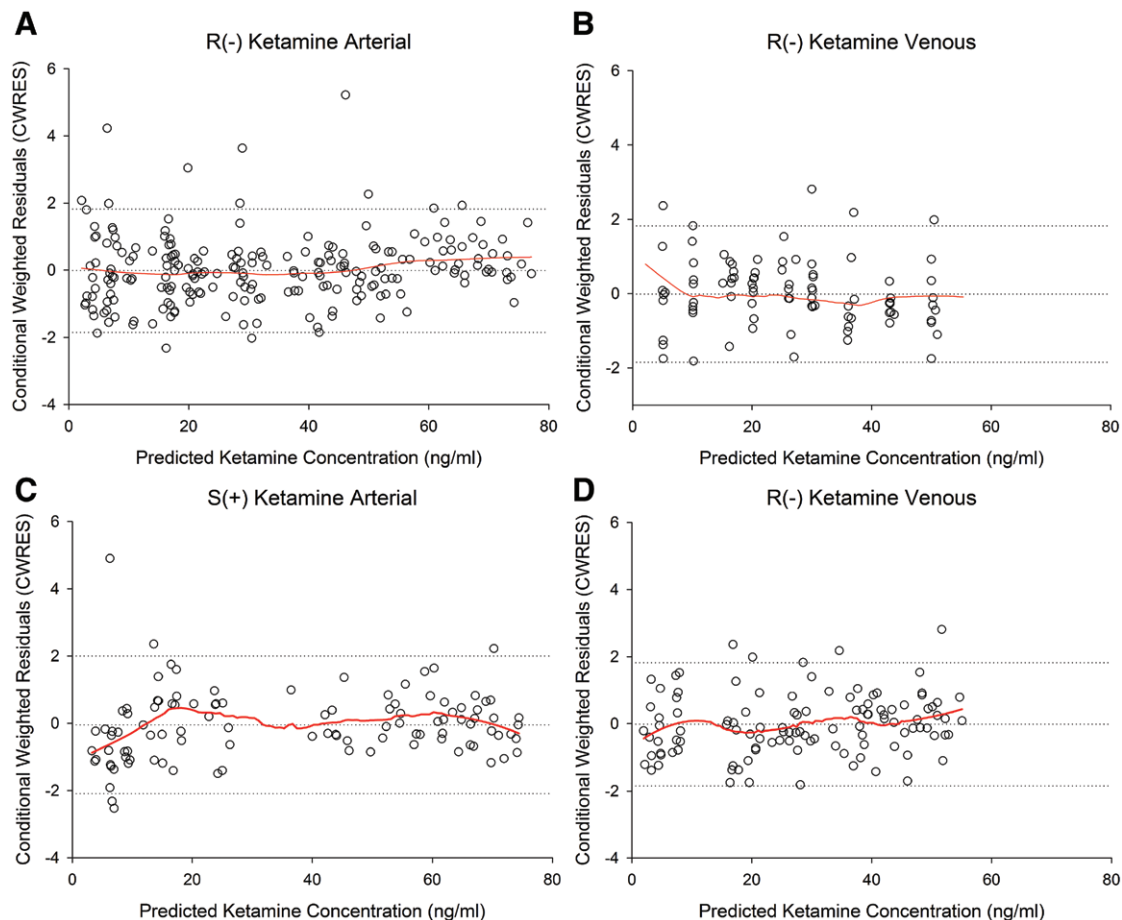 A
R(-) Ketamine Arterial
Conditional Weighted Residuals (CWRES)
6
4
2
0
-2
-4
0
20
40
60
80
Predicted Ketamine Concentration (ng/ml)
B
R(-) Ketamine Venous
Conditional Weighted Residuals (CWRES)
6
4
2
0
-2
0
20
40
60
80
Predicted Ketamine Concentration (ng/ml)
C
S(+) Ketamine Arterial
Conditional Weighted Residuals (CWRES)
6
4
2
0
-2
-4
0
20
40
60
80
Predicted Ketamine Concentration (ng/ml)
D
R(-) Ketamine Venous
Conditional Weighted Residuals (CWRES)
6
4
2
0
-2
-4
0
20
40
60
80
Predicted Ketamine Concentration (ng/ml)